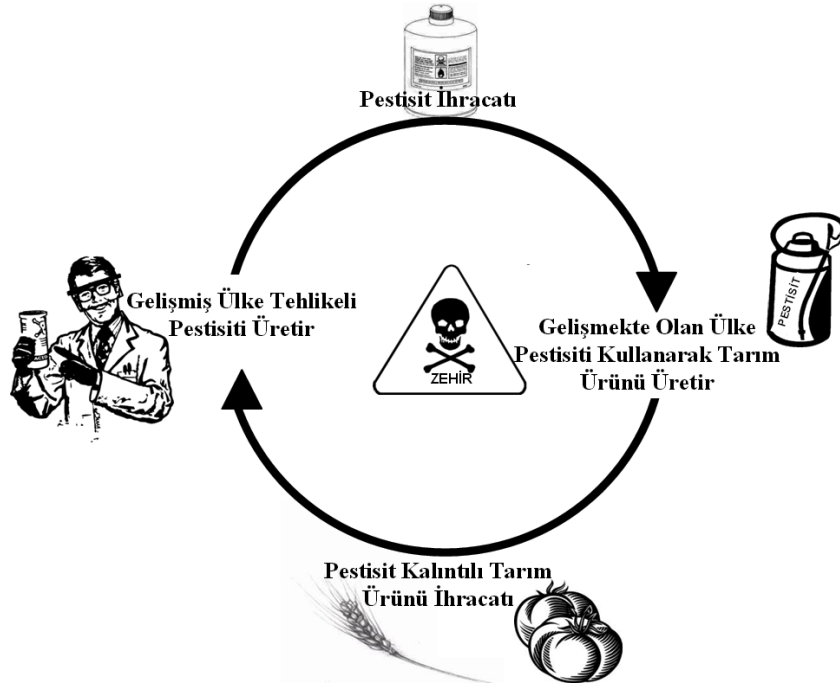 Pestisit İhracatı
Gelişmiş Ülke Tehlikeli
Pestisiti Üretir
ZEHİR
PESTİSİT
Gelişmekte Olan Ülke
Pestisiti Kullanarak Tarım
Ürünü Üretir
Pestisit Kalıntılı Tarım
Ürünü İhracatı